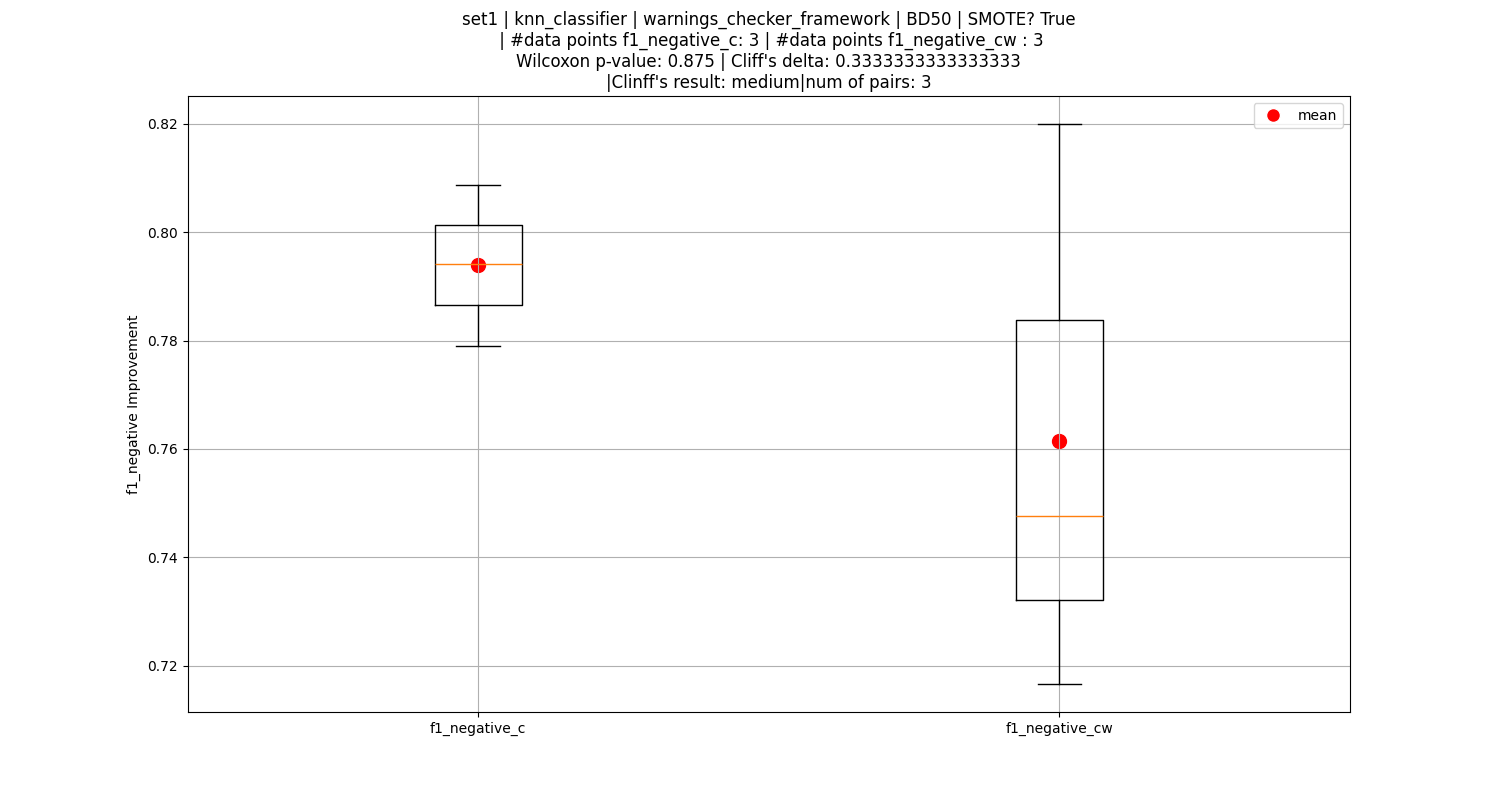 set1 | knn_classifier | warnings_checker_framework | BD50 | SMOTE? True
| #data points f1_negative_c: 3 | #data points f1_negative_cw : 3
Wilcoxon p-value: 0.875 | Cliff's delta: 0.3333333333333333
|Clinff's result: medium|num of pairs: 3
mean
0.82
0.80
0.78
0.76
0.74
0.72
f1_negative Improvement
f1_negative_c
f1_negative_cw